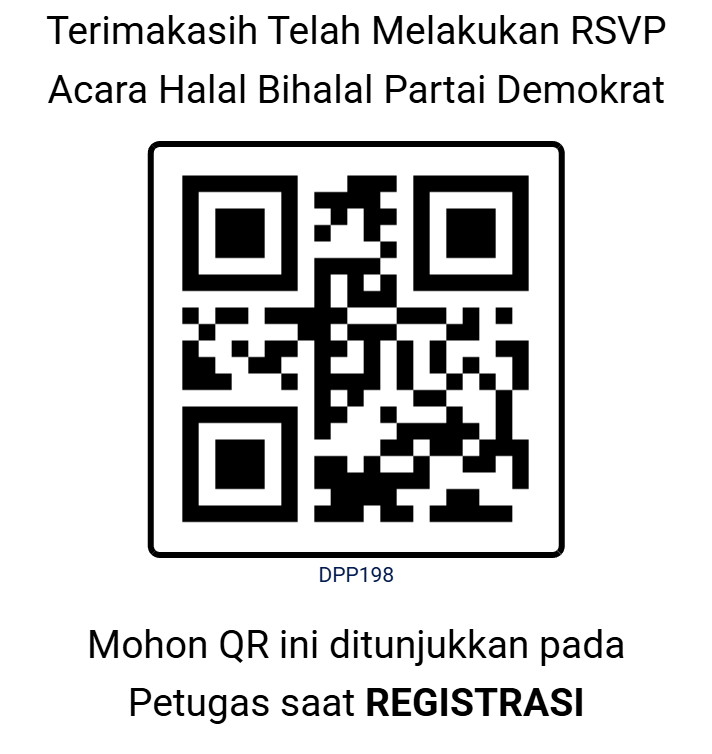 Terimakasih Telah Melakukan RSVP
Acara Halal Bihalal Partai Demokrat
DPP198
Mohon QR ini ditunjukkan pada
Petugas saat REGISTRASI